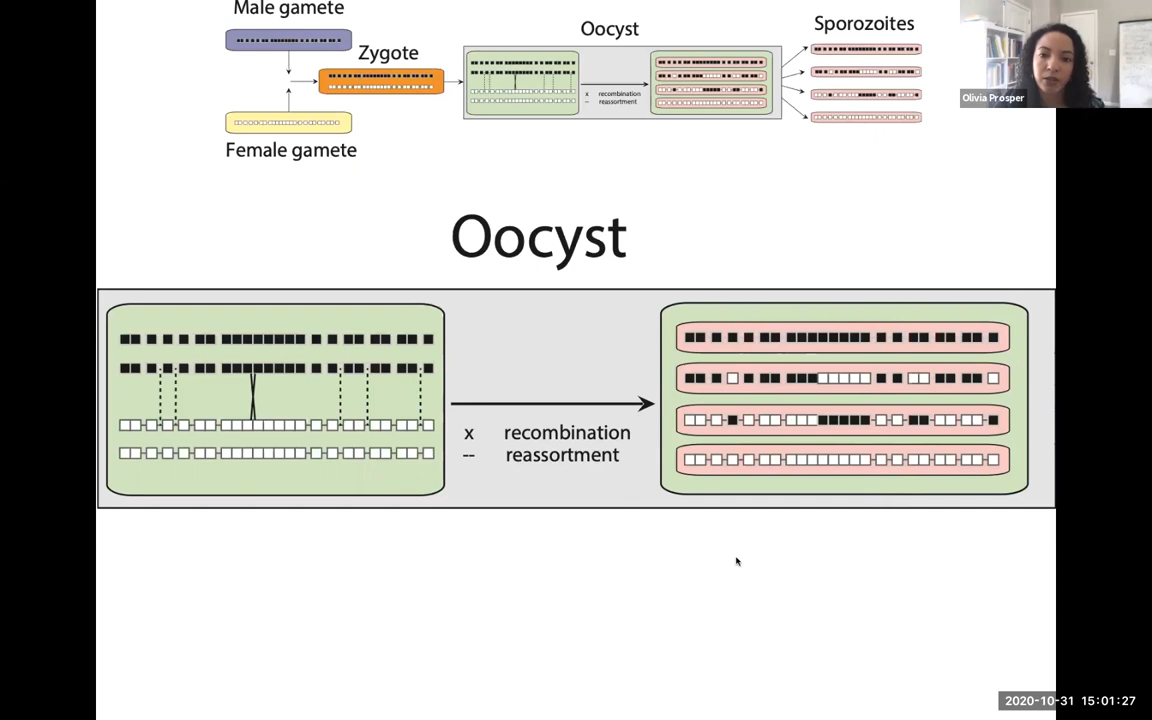 Male gamete
Zygote
Female gamete
Oocyst
x recombination
-- reassortment
Sporozoites
Olivia Prosper
Oocyst
x recombination
-- reassortment
2020-10-31 15:01:27